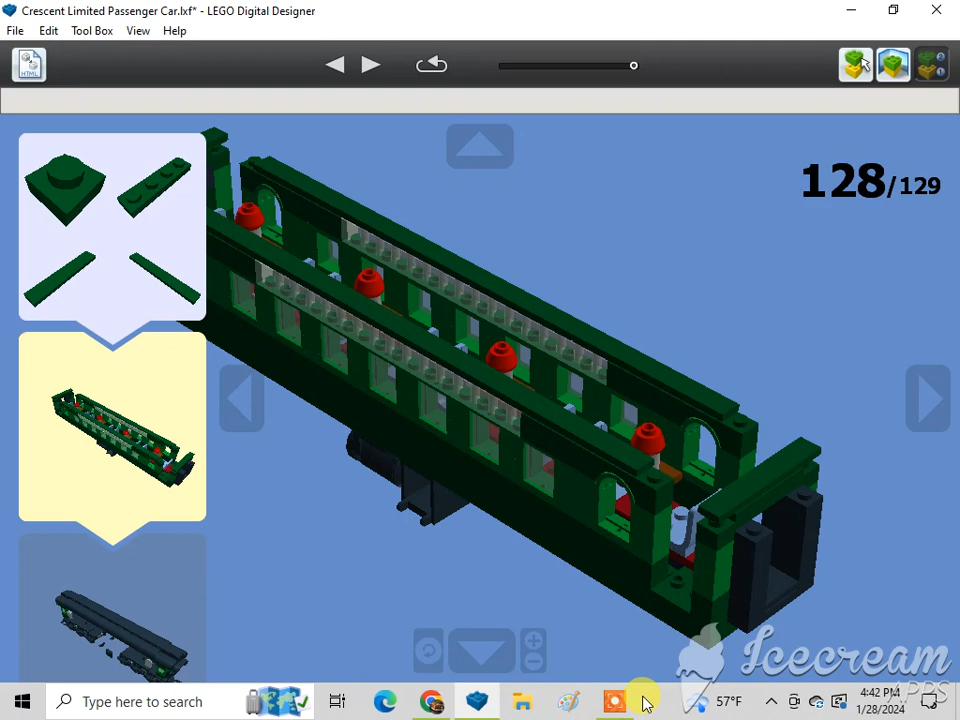 Crescent Limited Passenger Car.lxf* - LEGO Digital Designer
File Edit Tool Box View Help
HTML
128/129
Icecream
APPS
Type here to search
57°F
4:42 PM
1/28/2024